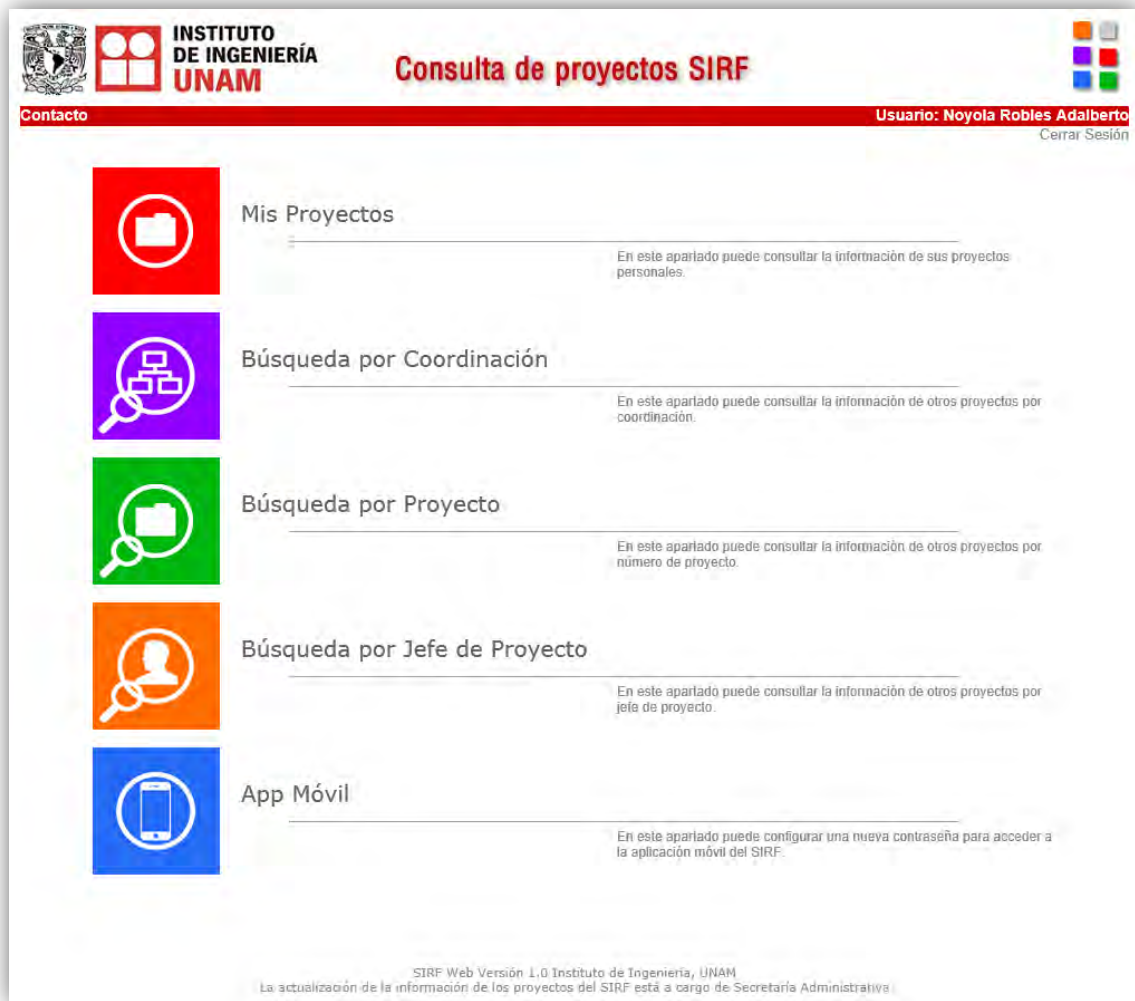 INSTITUTO
DE INGENIERÍA
UNAM
Consulta de proyectos SIRF
Contacto
Usuario: Noyola Robles Adalberto
Cerrar Sesión
Mis Proyectos
En este apartado puede consultar la información de sus proyectos
personales.
Búsqueda por Coordinación
En este apartado puede consultar la información de otros proyectos por
coordinación.
Búsqueda por Proyecto
En este apartado puede consultar la información de otros proyectos por
número de proyecto.
Búsqueda por Jefe de Proyecto
En este apartado puede consultar la información de otros proyectos por
jefe de proyecto.
App Móvil
En este apartado puede configurar una nueva contraseña para acceder a
la aplicación móvil del SIRF.
SIRF Web Versión 1.0 Instituto de Ingeniería, UNAM
La actualización de la información de los proyectos del SIRF está a cargo de Secretaría Administrativa